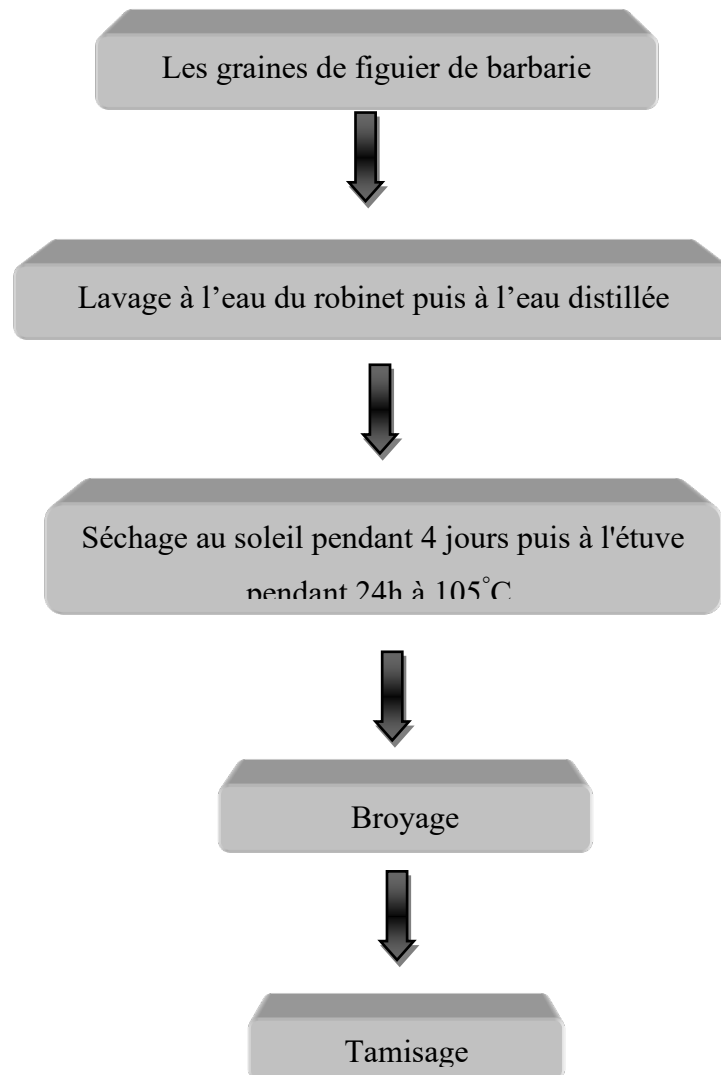 Les graines de figuier de barbarie
Lavage à l’eau du robinet puis à l’eau distillée
Séchage au soleil pendant 4 jours puis à l'étuve
pendant 24h à 105°C
Broyage
Tamisage